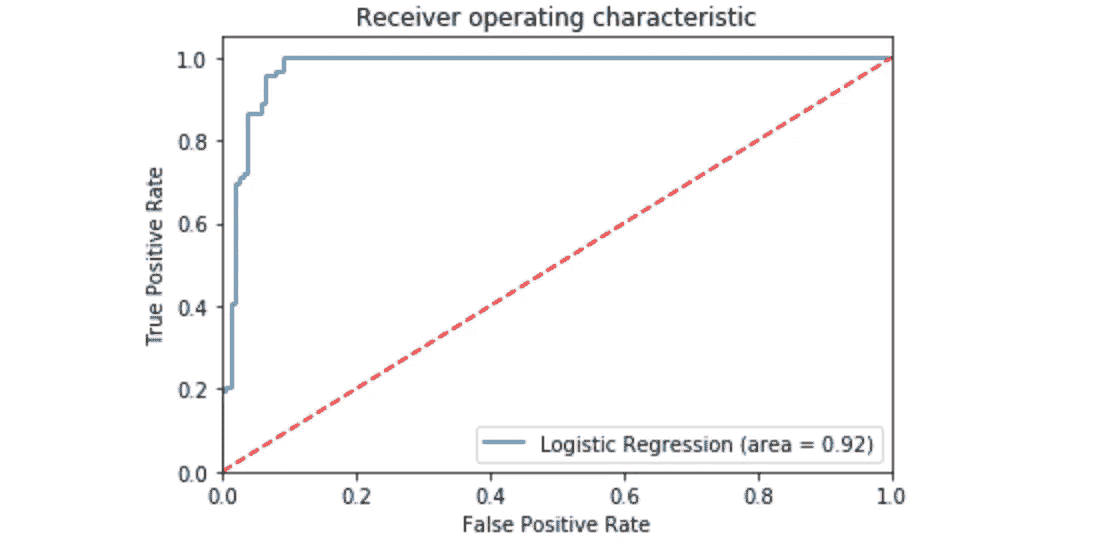 Receiver operating characteristic
True Positive Rate
1.0
0.8
0.6
0.4
0.2
0.0
Logistic Regression (area = 0.92)
0.0 0.2 0.4 0.6 0.8 1.0
False Positive Rate